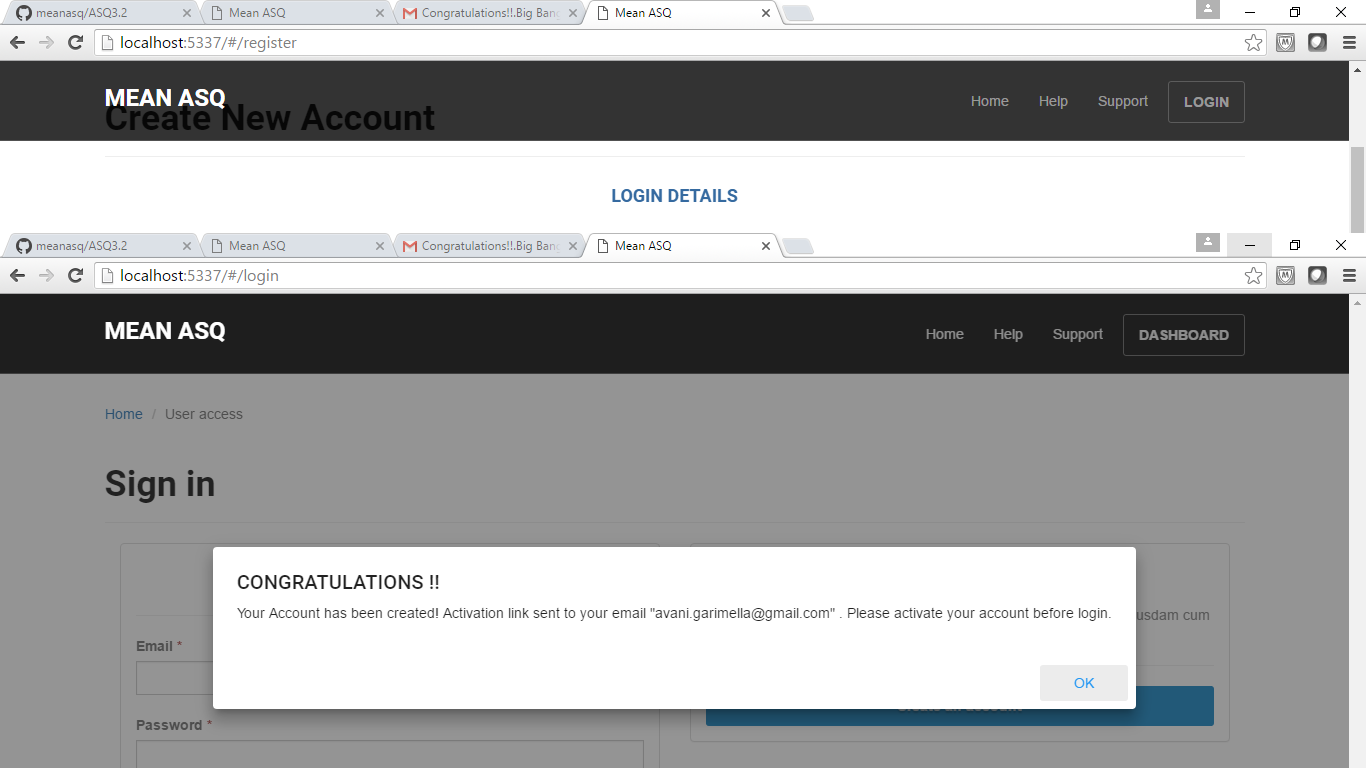 meanasq/ASQ3.2 Mean ASQ Congratulations!!.Big Bang Mean ASQ
localhost:5337/#/register
MEAN ASQ Home Help Support LOGIN
Create New Account
LOGIN DETAILS
meanasq/ASQ3.2 Mean ASQ Congratulations!!.Big Bang Mean ASQ
localhost:5337/#/login
MEAN ASQ Home Help Support DASHBOARD
Home / User access
Sign in
CONGRATULATIONS !!
Your Account has been created! Activation link sent to your email "avani.garimella@gmail.com" . Please activate your account before login.
usdam cum
Email *
OK
Password *